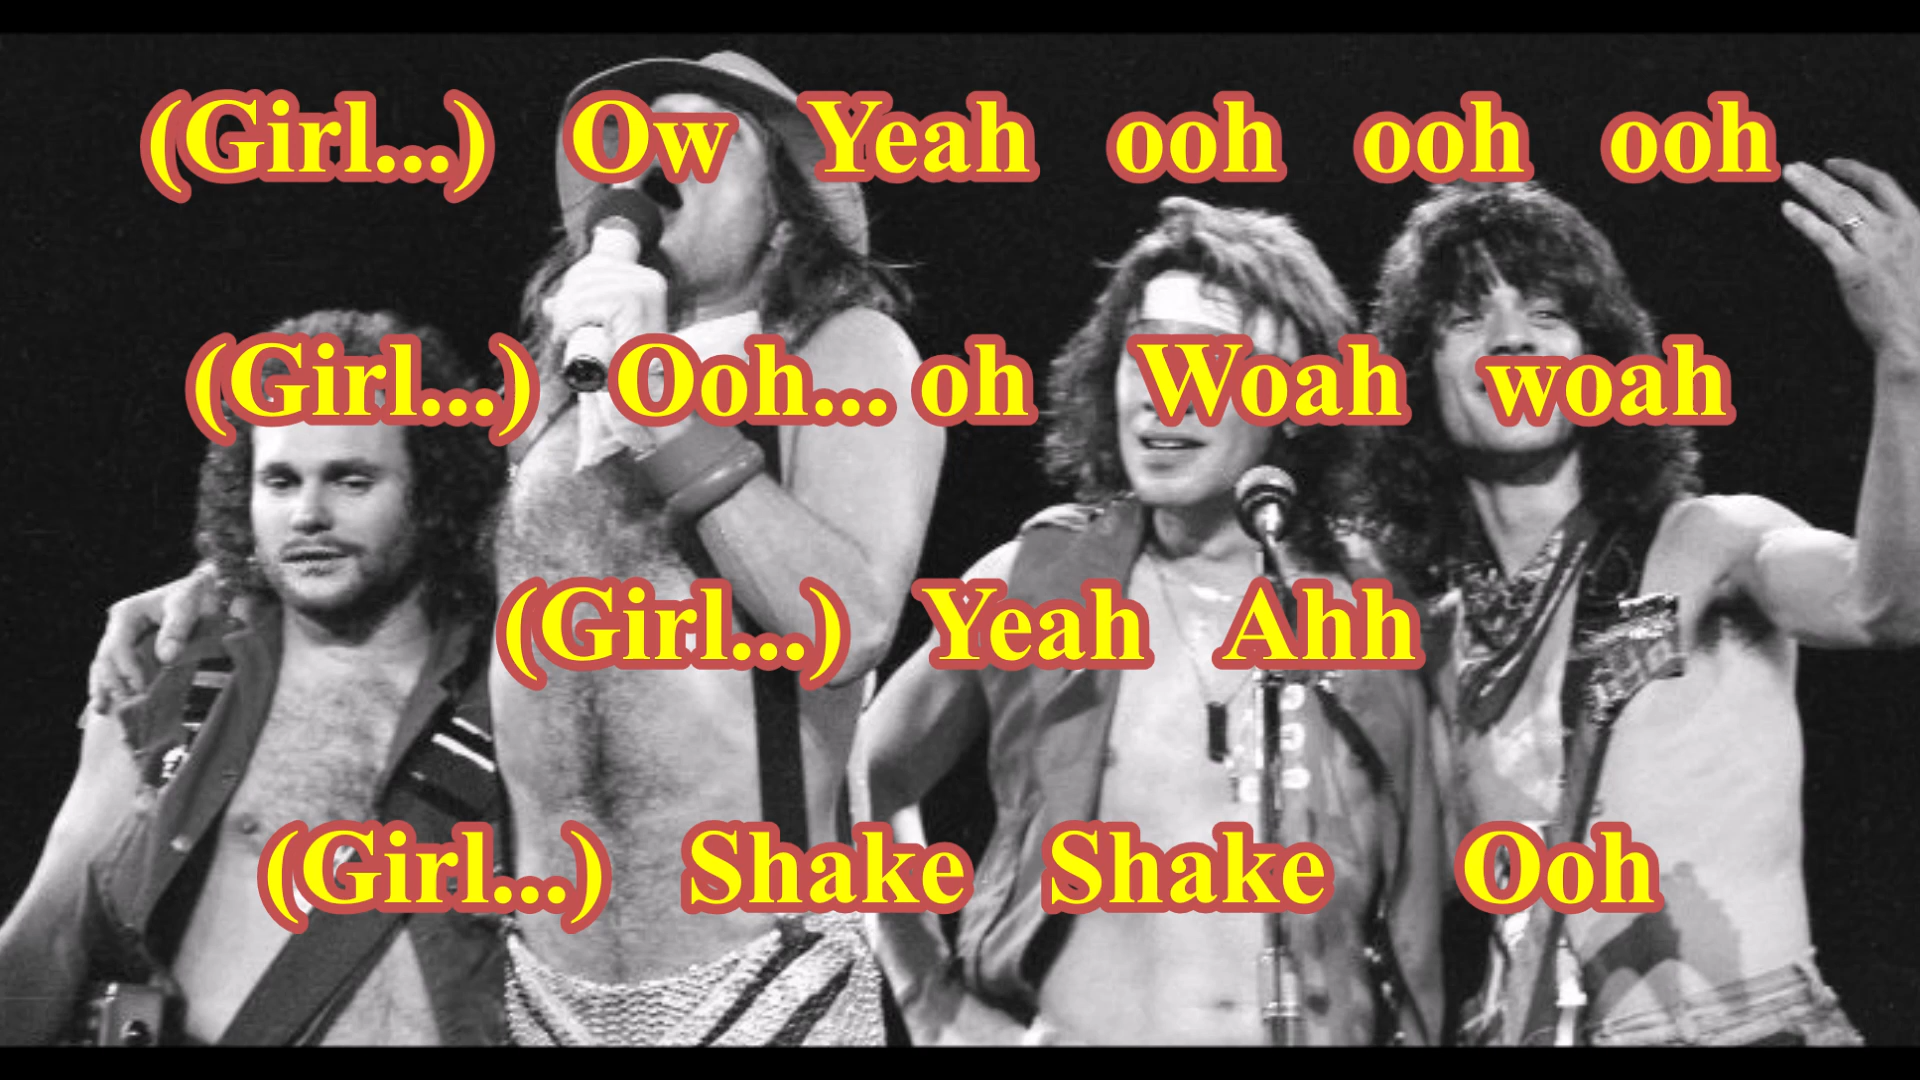 (Girl...) Ow Yeah ooh ooh ooh
(Girl...) Ooh... oh Woah woah
(Girl...) Yeah Ahh
(Girl...) Shake Shake Ooh